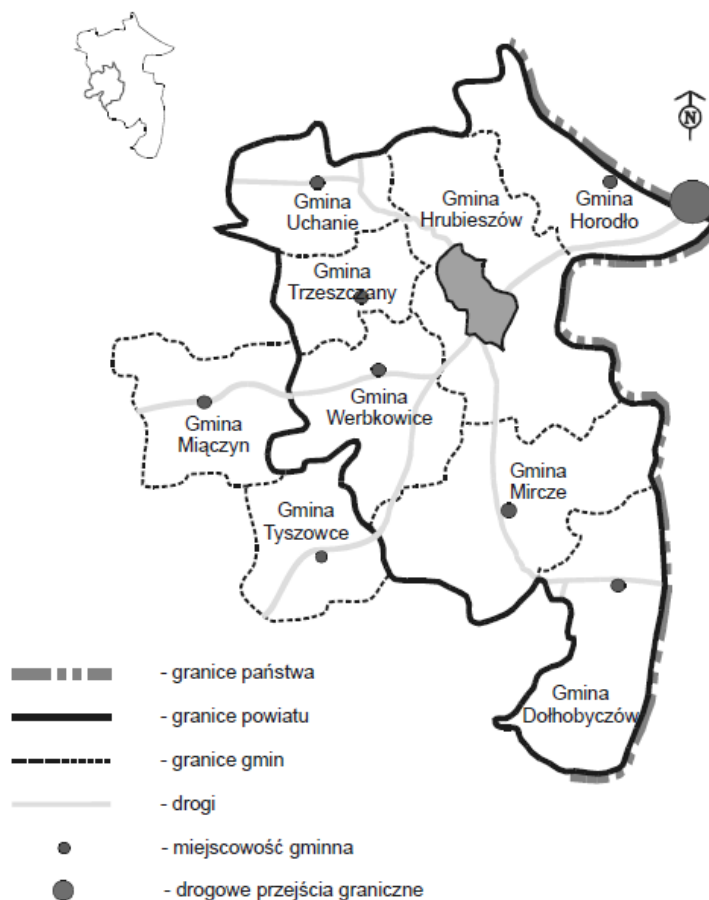 N
Gmina
Uchanie
Gmina
Hrubieszów
Gmina
Horodło
Gmina
Trzeszczany
Gmina
Werbkowice
Gmina
Miączyn
Gmina
Mircze
Gmina
Tyszowce
Gmina
Dołhobyczów
- granice państwa
- granice powiatu
- granice gmin
- drogi
- miejscowość gminna
- drogowe przejścia graniczne